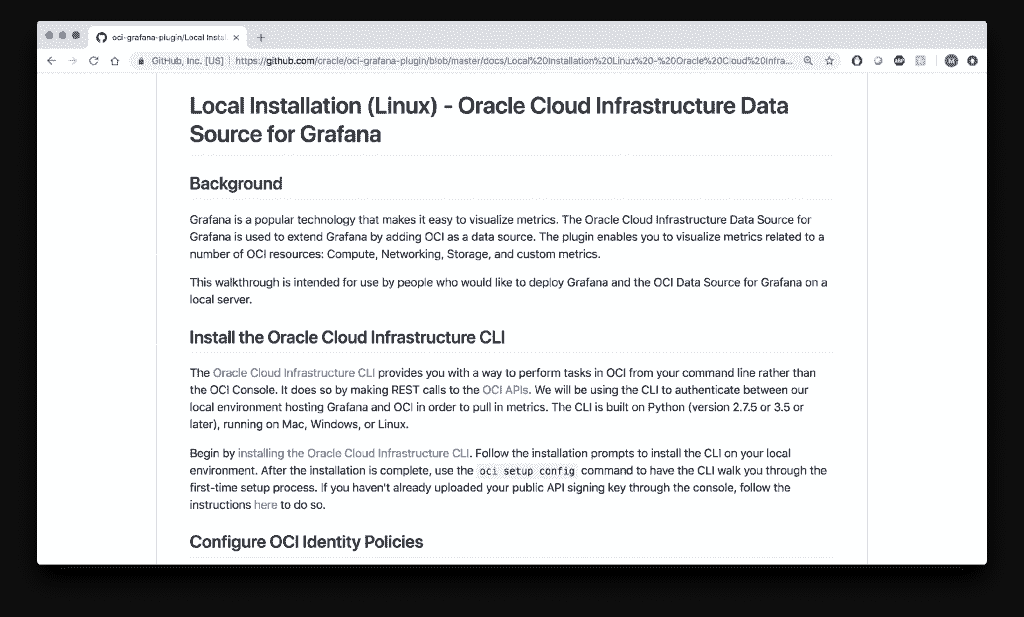 oci-grafana-plugin/Local Instal
GitHub, Inc. [US]
https://github.com/oracle/oci-grafana-plugin/blob/master/docs/Local%20Installation%20Linux%20-%20Oracle%20Cloud%20Infra...
Local Installation (Linux) - Oracle Cloud Infrastructure Data
Source for Grafana
Background
Grafana is a popular technology that makes it easy to visualize metrics. The Oracle Cloud Infrastructure Data Source for
Grafana is used to extend Grafana by adding OCI as a data source. The plugin enables you to visualize metrics related to a
number of OCI resources: Compute, Networking, Storage, and custom metrics.
This walkthrough is intended for use by people who would like to deploy Grafana and the OCI Data Source for Grafana on a
local server.
Install the Oracle Cloud Infrastructure CLI
The Oracle Cloud Infrastructure CLI provides you with a way to perform tasks in OCI from your command line rather than
the OCI Console. It does so by making REST calls to the OCI APIs. We will be using the CLI to authenticate between our
local environment hosting Grafana and OCI in order to pull in metrics. The CLI is built on Python (version 2.7.5 or 3.5 or
later), running on Mac, Windows, or Linux.
Begin by installing the Oracle Cloud Infrastructure CLI. Follow the installation prompts to install the CLI on your local
environment. After the installation is complete, use the oci setup config command to have the CLI walk you through the
first-time setup process. If you haven't already uploaded your public API signing key through the console, follow the
instructions here to do so.
Configure OCI Identity Policies